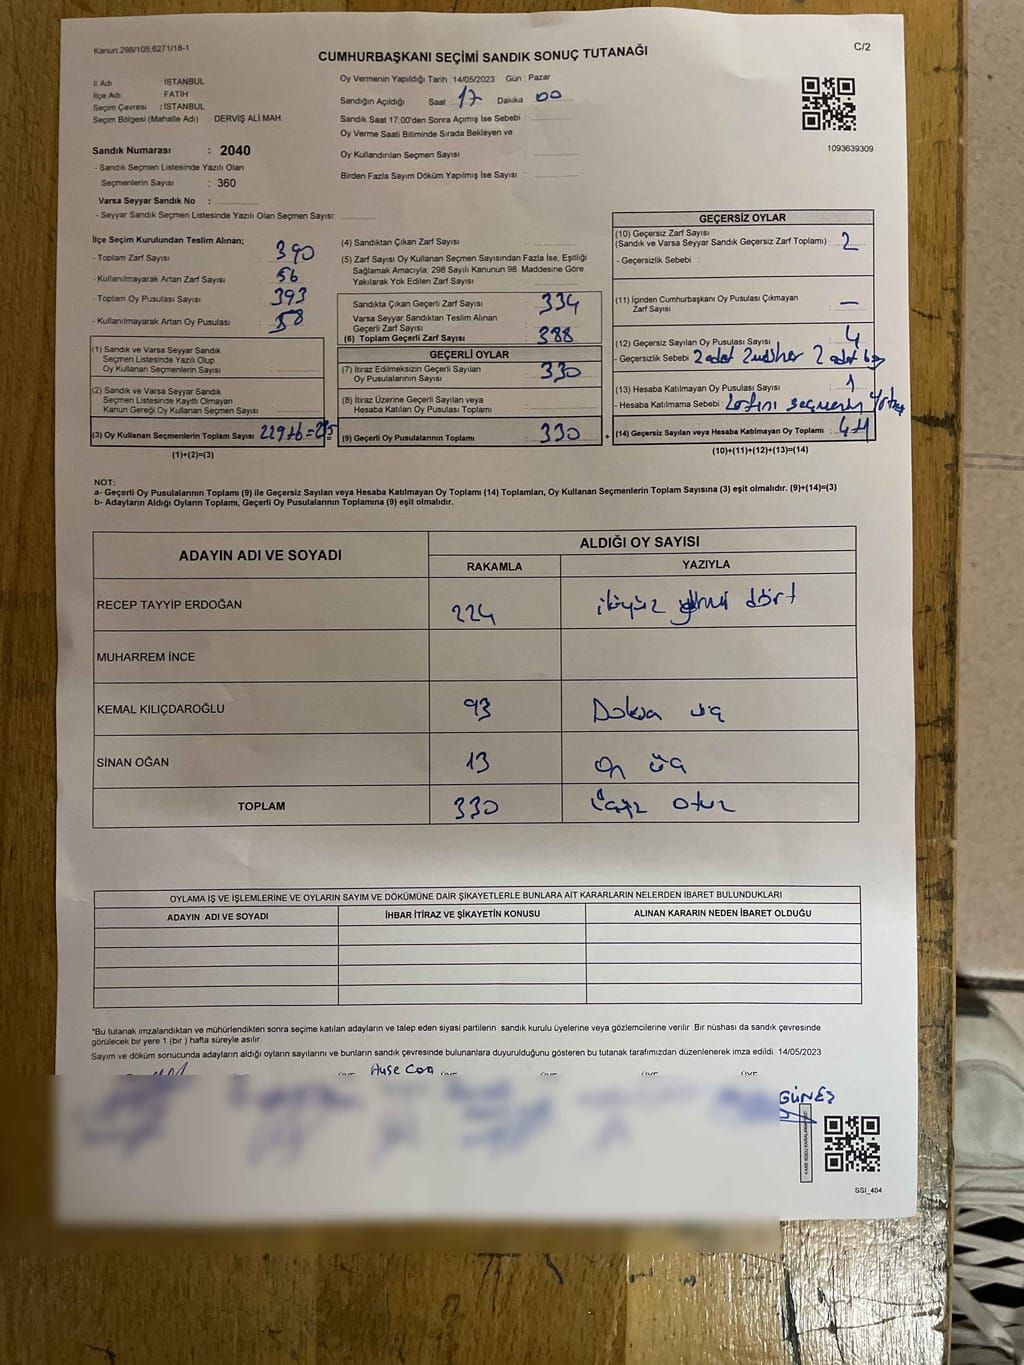 Kanun:298/105:6271/16-1
CUMHURBAŞKANI SEÇİMİ SANDIK SONUÇ TUTANAĞI
C/2
İl Adı : İSTANBUL
İlçe Adı : FATİH
Seçim Çevresi : İSTANBUL
Seçim Bölgesi (Mahalle Adı) : DERVİŞ ALİ MAH.
Oy Vermenin Yapıldığı Tarih :14/05/2023 Gün : Pazar
Sandığın Açıldığı Saat : 17 Dakika : 00
Sandık Saat 17:00'den Sonra Açılmış İse Sebebi :
Oy Verme Saati Bitiminde Sırada Bekleyen ve
Oy Kullandırılan Seçmen Sayısı :
Birden Fazla Sayım Döküm Yapılmış İse Sayısı :
1093639309
Sandık Numarası : 2040
- Sandık Seçmen Listesinde Yazılı Olan
Seçmenlerin Sayısı : 360
Varsa Seyyar Sandık No :
- Seyyar Sandık Seçmen Listesinde Yazılı Olan Seçmen Sayısı:
İlçe Seçim Kurulundan Teslim Alınan;
- Toplam Zarf Sayısı : 390
- Kullanılmayarak Artan Zarf Sayısı : 56
- Toplam Oy Pusulası Sayısı : 393
- Kullanılmayarak Artan Oy Pusulası : 58
(1) Sandık ve Varsa Seyyar Sandık
Seçmen Listesinde Yazılı Olup
Oy Kullanan Seçmenlerin Sayısı :
(2) Sandık ve Varsa Seyyar Sandık
Seçmen Listesinde Kayıtlı Olmayan
Kanun Gereği Oy Kullanan Seçmen Sayısı :
(3) Oy Kullanan Seçmenlerin Toplam Sayısı
(1)+(2)=(3)
(4) Sandıktan Çıkan Zarf Sayısı :
(5) Zarf Sayısı Oy Kullanan Seçmen Sayısından Fazla İse, Eşitliği
Sağlamak Amacıyla; 298 Sayılı Kanunun 98. Maddesine Göre
Yakılarak Yok Edilen Zarf Sayısı :
Sandıkta Çıkan Geçerli Zarf Sayısı : 334
Varsa Seyyar Sandıktan Teslim Alınan
Geçerli Zarf Sayısı :
(6) Toplam Geçerli Zarf Sayısı : 388
GEÇERLİ OYLAR
(7) İtiraz Edilmeksizin Geçerli Sayılan
Oy Pusulalarının Sayısı : 330
(8) İtiraz Üzerine Geçerli Sayılan veya
Hesaba Katılan Oy Pusulası Toplamı :
(9) Geçerli Oy Pusulalarının Toplamı : 330 +
GEÇERSİZ OYLAR
(10) Geçersiz Zarf Sayısı
(Sandık ve Varsa Seyyar Sandık Geçersiz Zarf Toplamı) : 2
- Geçersizlik Sebebi :
(11) İçinden Cumhurbaşkanı Oy Pusulası Çıkmayan
Zarf Sayısı : —
(12) Geçersiz Sayılan Oy Pusulası Sayısı : 4
- Geçersizlik Sebebi : 2 adet 2 mühür 2 adet
(13) Hesaba Katılmayan Oy Pusulası Sayısı : 1
- Hesaba Katılmama Sebebi :
(14) Geçersiz Sayılan veya Hesaba Katılmayan Oy Toplamı : 4+1
(10)+(11)+(12)+(13)=(14)
NOT:
a- Geçerli Oy Pusulalarının Toplamı (9) ile Geçersiz Sayılan veya Hesaba Katılmayan Oy Toplamı (14) Toplamları, Oy Kullanan Seçmenlerin Toplam Sayısına (3) eşit olmalıdır. (9)+(14)=(3)
b- Adayların Aldığı Oyların Toplamı, Geçerli Oy Pusulalarının Toplamına (9) eşit olmalıdır.
ADAYIN ADI VE SOYADI
ALDIĞI OY SAYISI
RAKAMLA YAZIYLA
RECEP TAYYİP ERDOĞAN 224 ikiyüz yirmi dört
MUHARREM İNCE
KEMAL KILIÇDAROĞLU 93 Doksan üç
SİNAN OĞAN 13 on üç
TOPLAM 330 üçyüz otuz
OYLAMA İŞ VE İŞLEMLERİNE VE OYLARIN SAYIM VE DÖKÜMÜNE DAİR ŞİKAYETLERLE BUNLARA AİT KARARLARIN NELERDEN İBARET BULUNDUKLARI
ADAYIN ADI VE SOYADI İHBAR İTİRAZ VE ŞİKAYETİN KONUSU ALINAN KARARIN NEDEN İBARET OLDUĞU
*Bu tutanak imzalandıktan ve mühürlendikten sonra seçime katılan adayların ve talep eden siyasi partilerin sandık kurulu üyelerine veya gözlemcilerine verilir. Bir nüshası da sandık çevresinde
görülecek bir yere 1 (bir ) hafta süreyle asılır.
Sayım ve döküm sonucunda adayların aldığı oyların sayılarını ve bunların sandık çevresinde bulunanlara duyurulduğunu gösteren bu tutanak tarafımızdan düzenlenerek imza edildi. 14/05/2023
ÜYE ÜYE ÜYE ÜYE ÜYE
GÜNEŞ
SSI_404